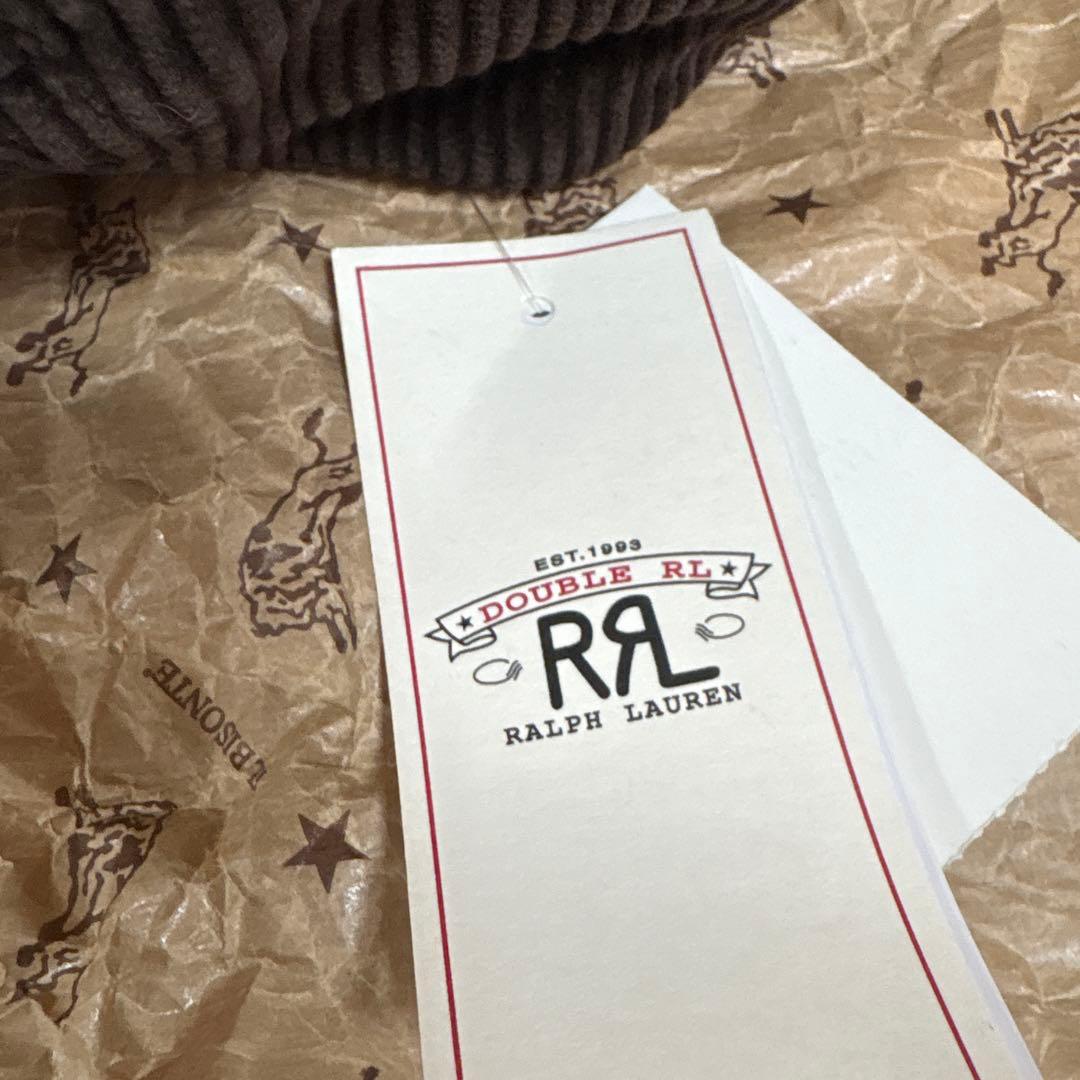 EST.1993
DOUBLE RL
RRL
RALPH LAUREN
IL BISONTE